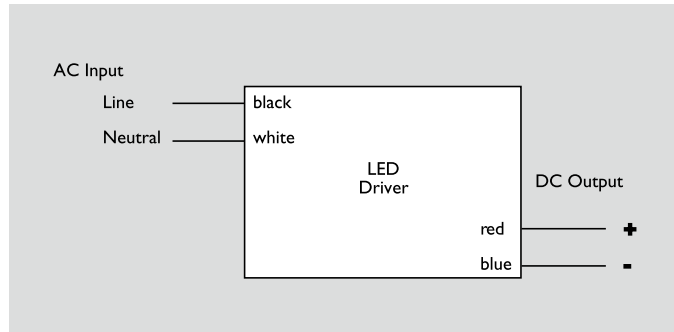 AC Input
Line
black
Neutral
white
LED
Driver
DC Output
red
+
blue
-